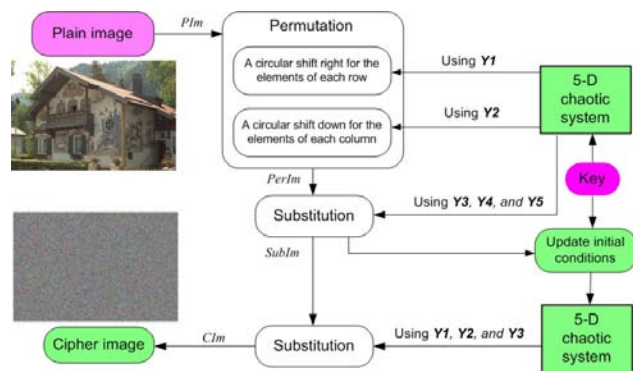 Plain image
PIm
Permutation
A circular shift right for the
elements of each row
Using Y1
5-D
chaotic
system
A circular shift down for the
elements of each column
Using Y2
Key
PerIm
Substitution
Using Y3, Y4, and Y5
Update initial
conditions
SubIm
Cipher image
CIm
Substitution
Using Y1, Y2, and Y3
5-D
chaotic
system